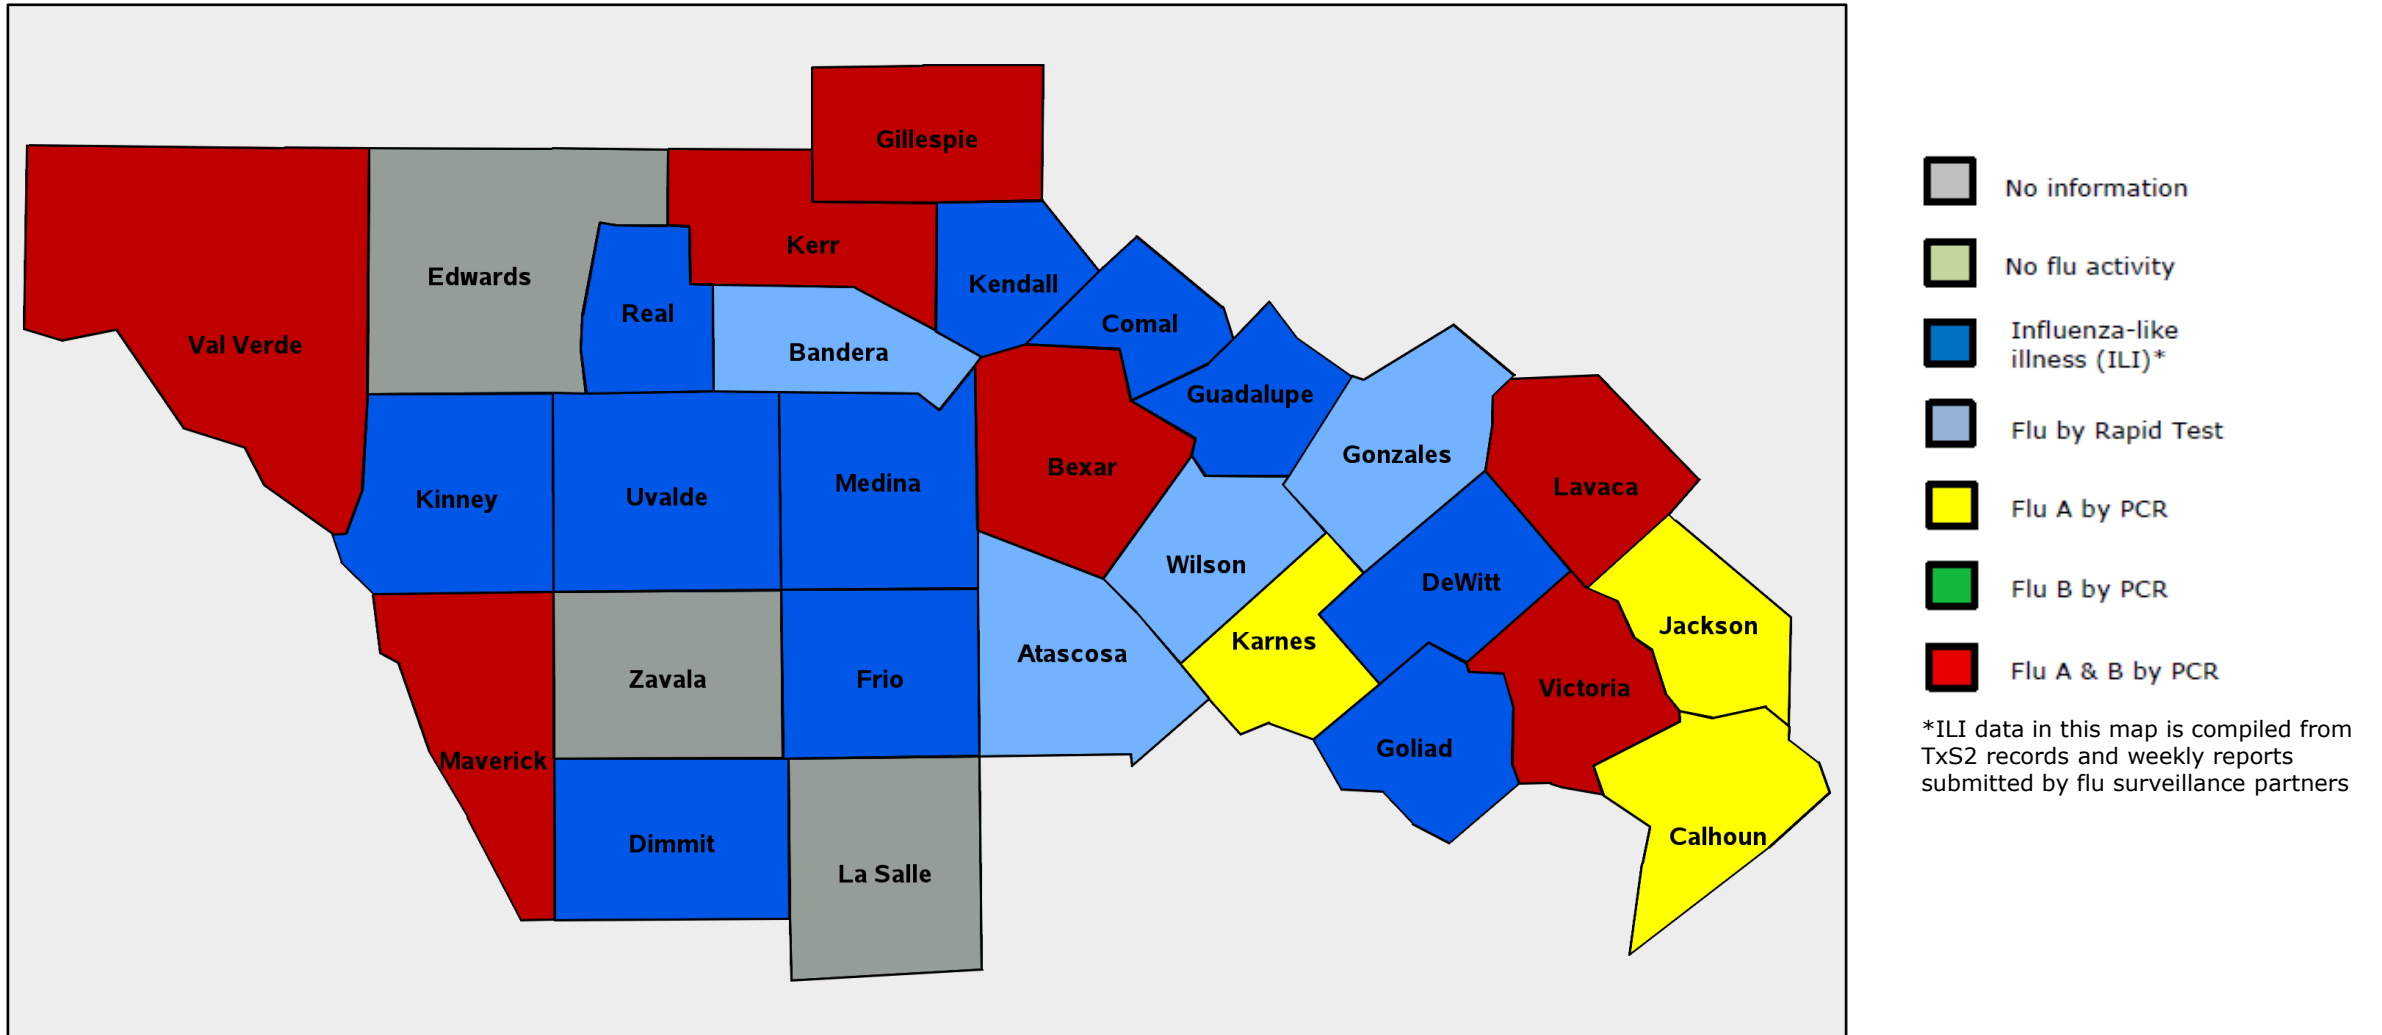 Gillespie
Kerr
Edwards
Kendall
Real
Comal
Val Verde
Bandera
Guadalupe
Gonzales
Bexar
Medina
Lavaca
Uvalde
Kinney
Wilson
DeWitt
Jackson
Karnes
Atascosa
Zavala
Frio
Victoria
Goliad
Maverick
Calhoun
Dimmit
La Salle
No information
No flu activity
Influenza-like
illness (ILI)*
Flu by Rapid Test
Flu A by PCR
Flu B by PCR
Flu A & B by PCR
*ILI data in this map is compiled from
TxS2 records and weekly reports
submitted by flu surveillance partners